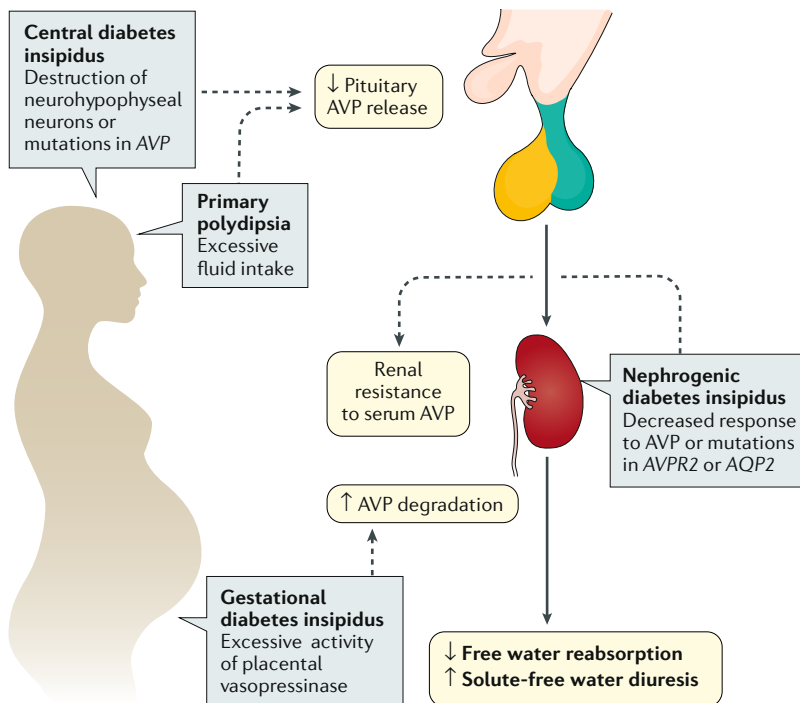 Central diabetes
insipidus
Destruction of
neurohypophyseal
neurons or
mutations in AVP
↓ Pituitary
AVP release
Primary
polydipsia
Excessive
fluid intake
Renal
resistance
to serum AVP
Nephrogenic
diabetes insipidus
Decreased response
to AVP or mutations
in AVPR2 or AQP2
↑ AVP degradation
Gestational
diabetes insipidus
Excessive activity
of placental
vasopressinase
↓ Free water reabsorption
↑ Solute-free water diuresis